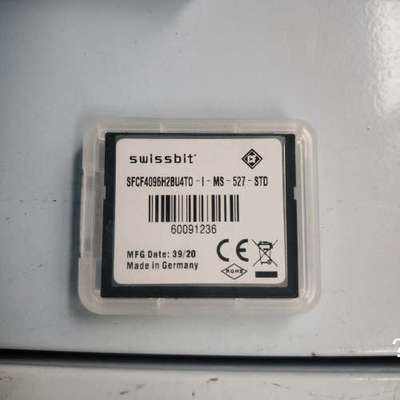 swissbit®
SFCF4096H2BU4TO-I-MS-527-STD
60091236
MFG Date: 39/20
Made in Germany
CE
ROHS